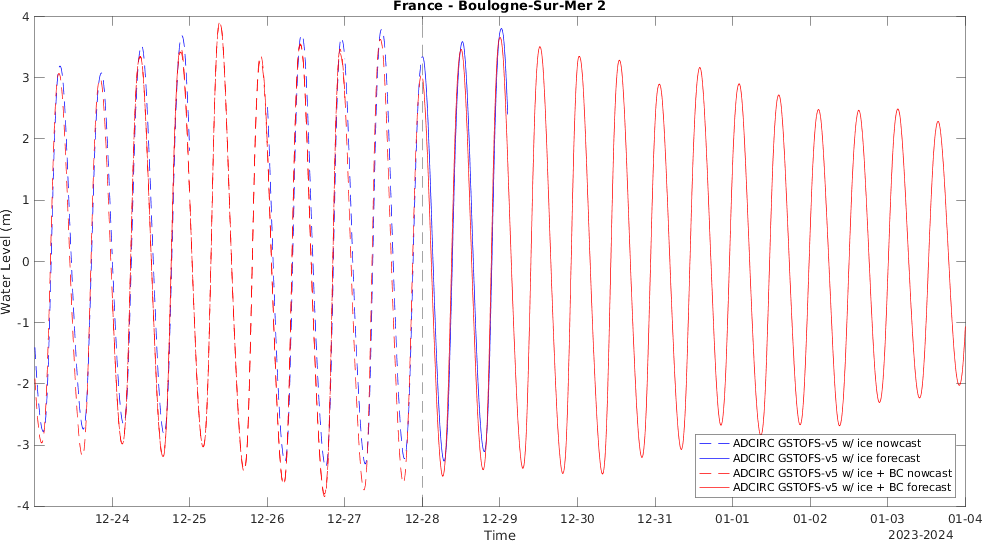 France - Boulogne-Sur-Mer 2
4
3
2
1
0
-1
-2
-3
-4
Water Level (m)
ADCIRC GSTOFS-v5 w/ ice nowcast
ADCIRC GSTOFS-v5 w/ ice forecast
ADCIRC GSTOFS-v5 w/ ice + BC nowcast
ADCIRC GSTOFS-v5 w/ ice + BC forecast
12-24 12-25 12-26 12-27 12-28 12-29 12-30 12-31 01-01 01-02 01-03 01-04
Time
2023-2024